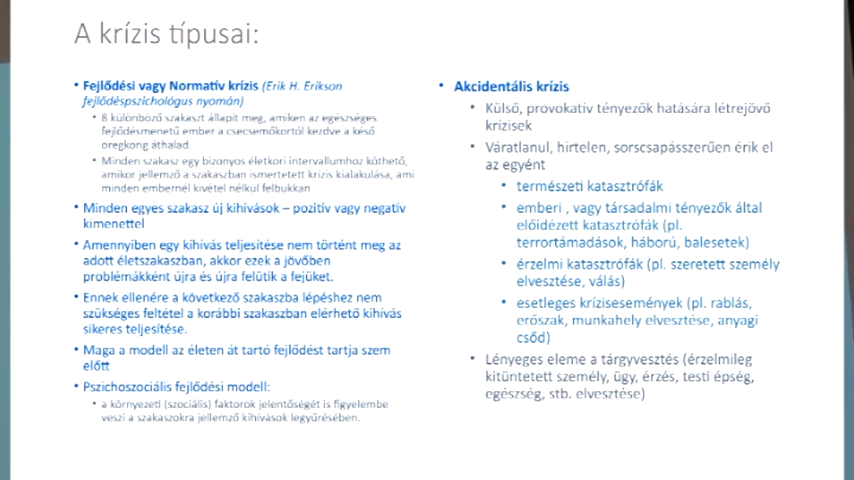 A krízis típusai:
• Fejlődési vagy Normatív krízis (Erik H. Erikson
fejlődéspszichológus nyomán)
• 8 különböző szakaszt állapít meg, amiken az egészséges
fejlődésmenetű ember a csecsemőkortól kezdve a késő
öregkong áthalad
• Minden szakasz egy bizonyos életkori intervallumhoz köthető,
amikor jellemző a szakaszban ismertetett krízis kialakulása, ami
minden embernél kivétel nélkül felbukkan
• Minden egyes szakasz új kihívások – pozitív vagy negatív
kimenettel
• Amennyiben egy kihívás teljesítése nem történt meg az
adott életszakaszban, akkor ezek a jövőben
problémákként újra és újra felütik a fejüket.
• Ennek ellenére a következő szakaszba lépéshez nem
szükséges feltétel a korábbi szakaszban elérhető kihívás
sikeres teljesítése.
• Maga a modell az életen át tartó fejlődést tartja szem
előtt
• Pszichoszociális fejlődési modell:
• a környezeti (szociális) faktorok jelentőségét is figyelembe
veszi a szakaszokra jellemző kihívások legyűrésében.
• Akcidentális krízis
• Külső, provokatív tényezők hatására létrejövő
krízisek
• Váratlanul, hirtelen, sorscsapásszerűen érik el
az egyént
• természeti katasztrófák
• emberi , vagy társadalmi tényezők által
előidézett katasztrófák (pl.
terrortámadások, háború, balesetek)
• érzelmi katasztrófák (pl. szeretett személy
elvesztése, válás)
• esetleges krízisesemények (pl. rablás,
erőszak, munkahely elvesztése, anyagi
csőd)
• Lényeges eleme a tárgyvesztés (érzelmileg
kitüntetett személy, ügy, érzés, testi épség,
egészség, stb. elvesztése)